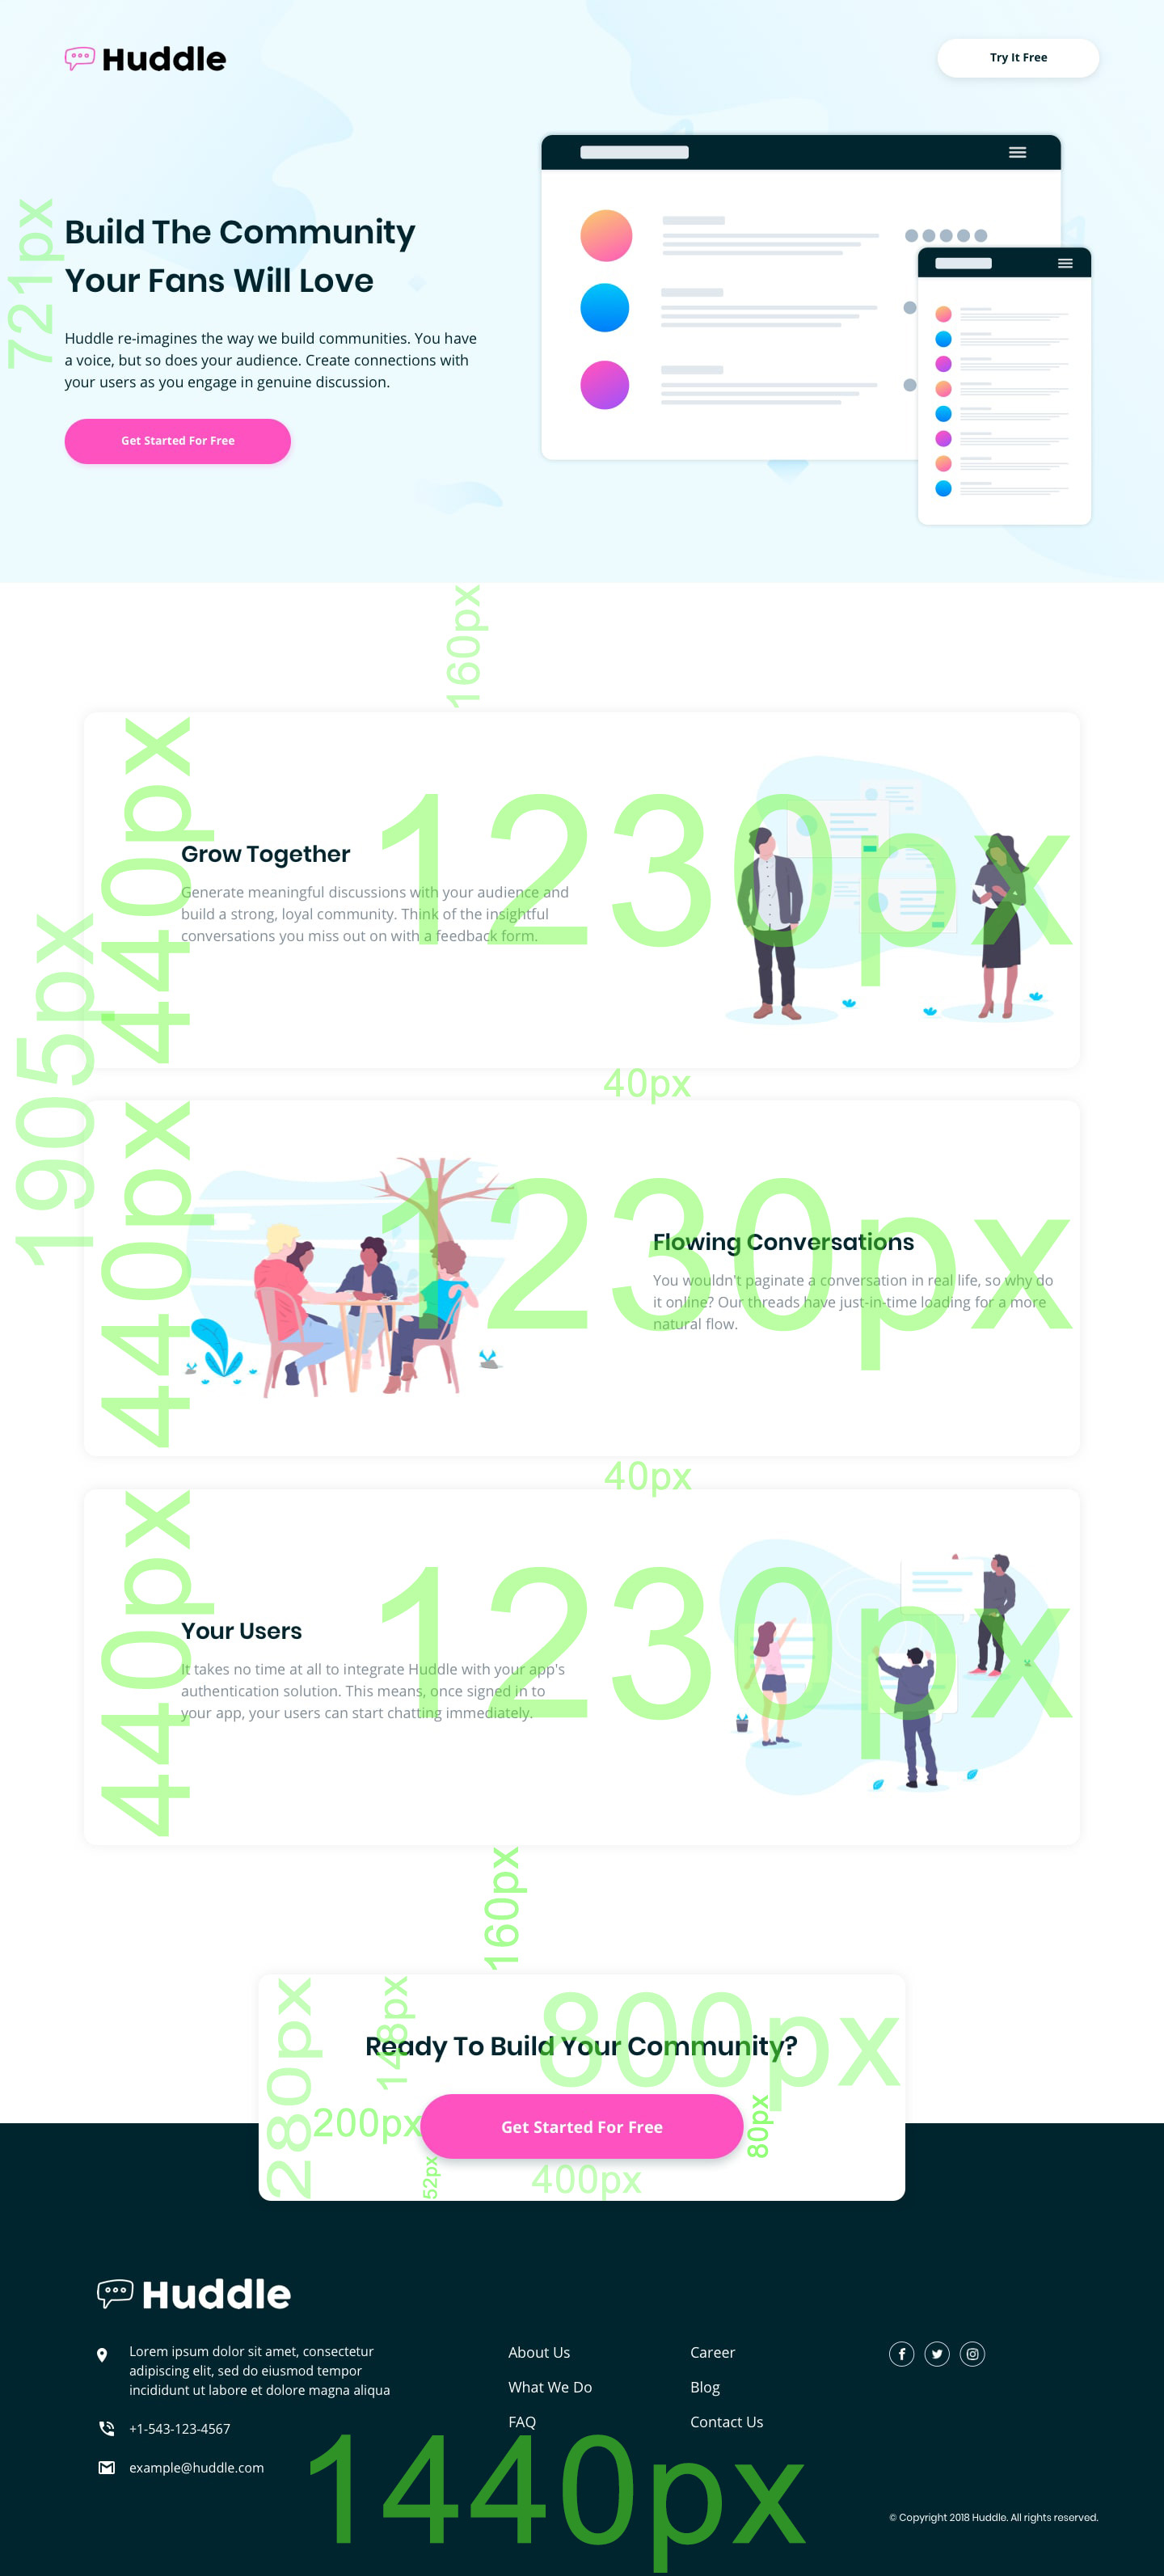 Huddle
Try It Free
721px
Build The Community
Your Fans Will Love
Huddle re-imagines the way we build communities. You have
a voice, but so does your audience. Create connections with
your users as you engage in genuine discussion.
Get Started For Free
160px
440px
1230px
Grow Together
Generate meaningful discussions with your audience and
build a strong, loyal community. Think of the insightful
conversations you miss out on with a feedback form.
1905px
40px
440px
1230px
Flowing Conversations
You wouldn't paginate a conversation in real life, so why do
it online? Our threads have just-in-time loading for a more
natural flow.
40px
440px
1230px
Your Users
It takes no time at all to integrate Huddle with your app's
authentication solution. This means, once signed in to
your app, your users can start chatting immediately.
160px
280px
148px
800px
Ready To Build Your Community?
200px
Get Started For Free
80px
52px
400px
Huddle
Lorem ipsum dolor sit amet, consectetur
adipiscing elit, sed do eiusmod tempor
incididunt ut labore et dolore magna aliqua
+1-543-123-4567
example@huddle.com
About Us
What We Do
FAQ
Career
Blog
Contact Us
1440px
© Copyright 2018 Huddle. All rights reserved.